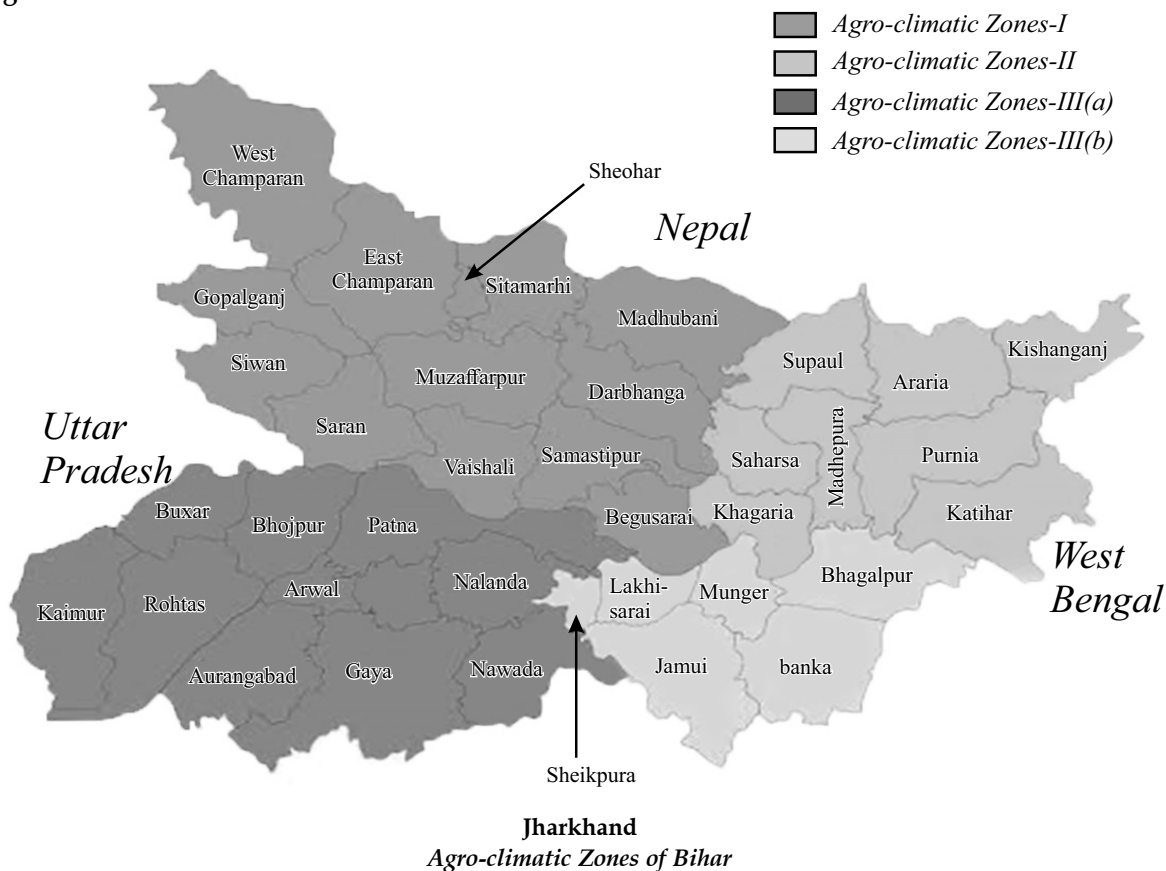 Agro-climatic Zones-I
Agro-climatic Zones-II
Agro-climatic Zones-III(a)
Agro-climatic Zones-III(b)
West
Champaran
Sheohar
Nepal
East
Champaran
Sitamarhi
Gopalganj
Madhubani
Siwan
Muzaffarpur
Darbhanga
Supaul
Araria
Kishanganj
Uttar
Pradesh
Saran
Vaishali
Samastipur
Saharsa
Madhepura
Purnia
Buxar
Bhojpur
Patna
Begusarai
Khagaria
Katihar
West
Bengal
Kaimur
Rohtas
Arwal
Nalanda
Lakhi-
sarai
Munger
Bhagalpur
Aurangabad
Gaya
Nawada
Jamui
banka
Sheikpura
Jharkhand
Agro-climatic Zones of Bihar